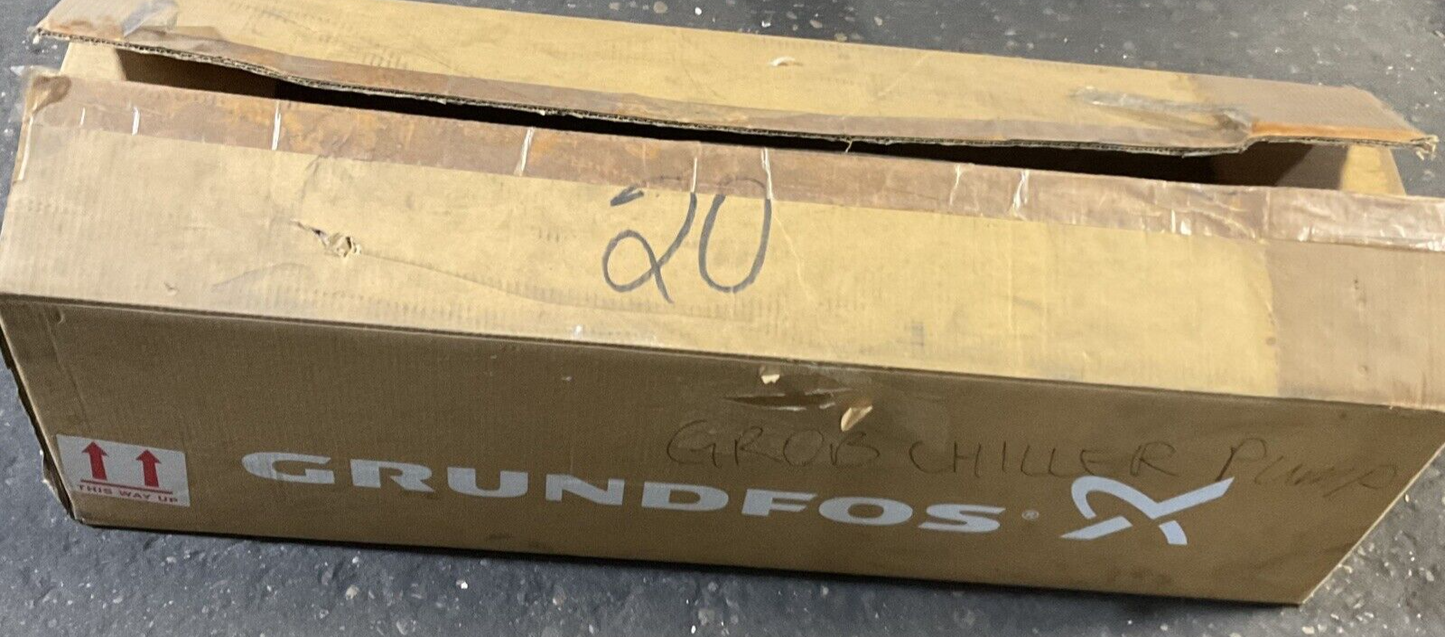 20
GROB CHILLER PUMP
THIS WAY UP
GRUNDFOS®